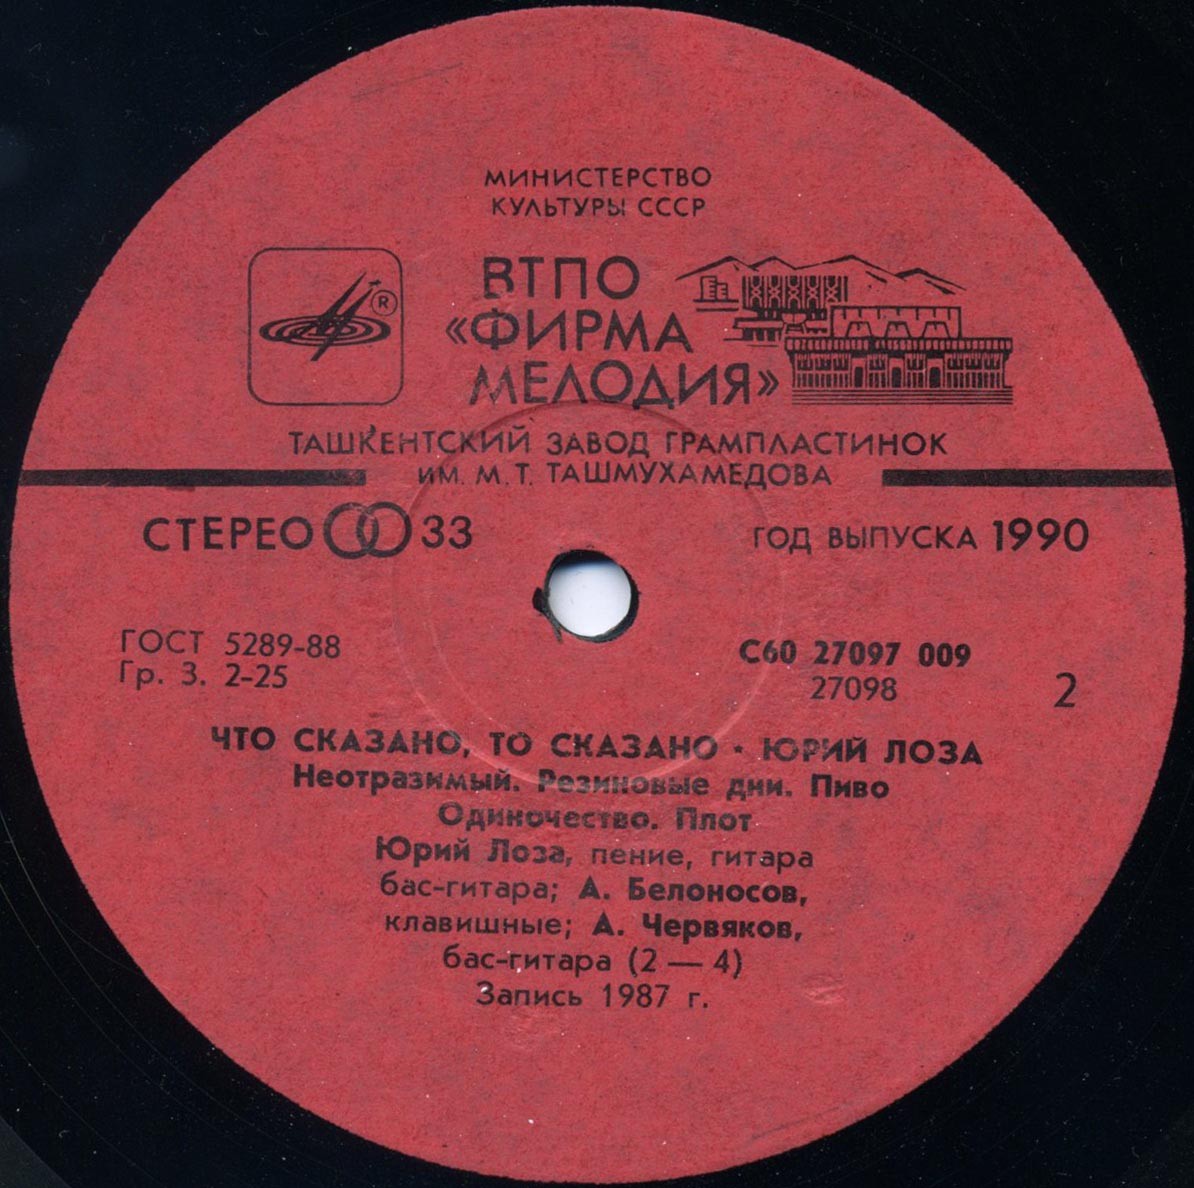 МИНИСТЕРСТВО
КУЛЬТУРЫ СССР
®
ВТПО
«ФИРМА
МЕЛОДИЯ»
ТАШКЕНТСКИЙ ЗАВОД ГРАМПЛАСТИНОК
ИМ. М. Т. ТАШМУХАМЕДОВА
СТЕРЕО 33
ГОД ВЫПУСКА 1990
ГОСТ 5289-88
Гр. 3. 2-25
С60 27097 009
27098
2
ЧТО СКАЗАНО, ТО СКАЗАНО · ЮРИЙ ЛОЗА
Неотразимый. Резиновые дни. Пиво
Одиночество. Плот
Юрий Лоза, пение, гитара
бас-гитара; А. Белоносов,
клавишные; А. Червяков,
бас-гитара (2 — 4)
Запись 1987 г.